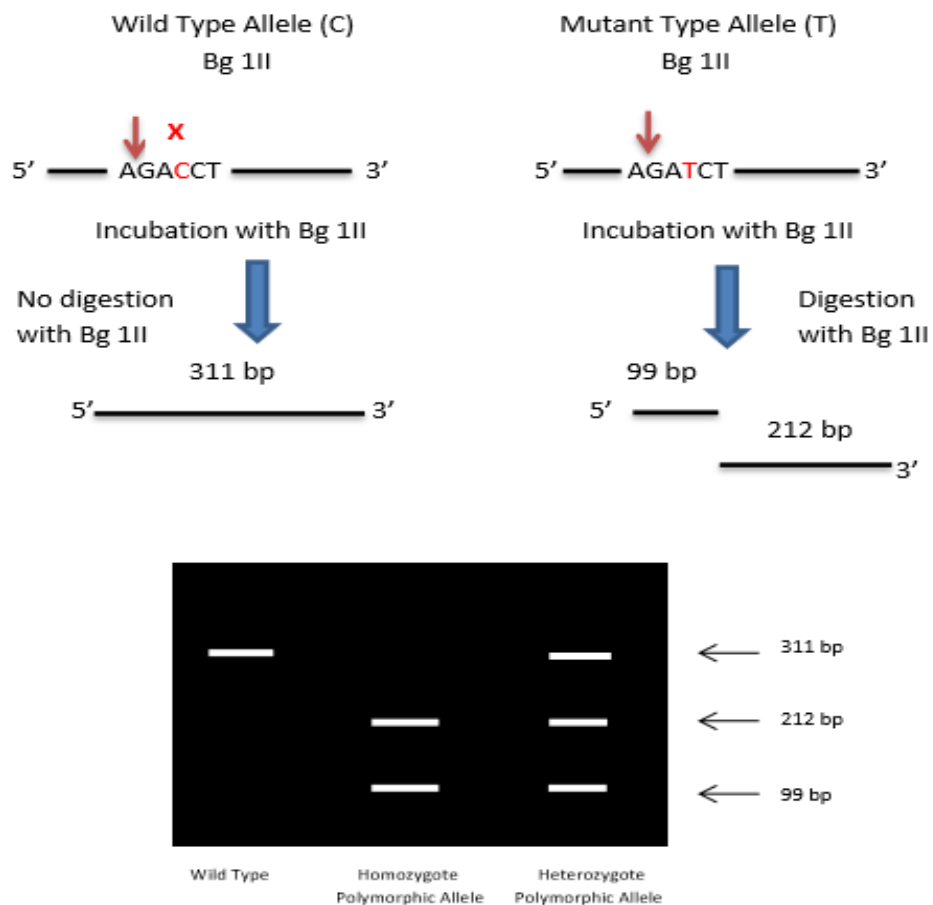 Wild Type Allele (C)
Bg 1II
Mutant Type Allele (T)
Bg 1II
X
5’ AGACCT 3’
5’ AGATCT 3’
Incubation with Bg 1II
Incubation with Bg 1II
No digestion
with Bg 1II
Digestion
with Bg 1II
311 bp
5’ 3’
99 bp
5’
212 bp
3’
311 bp
212 bp
99 bp
Wild Type
Homozygote
Polymorphic Allele
Heterozygote
Polymorphic Allele